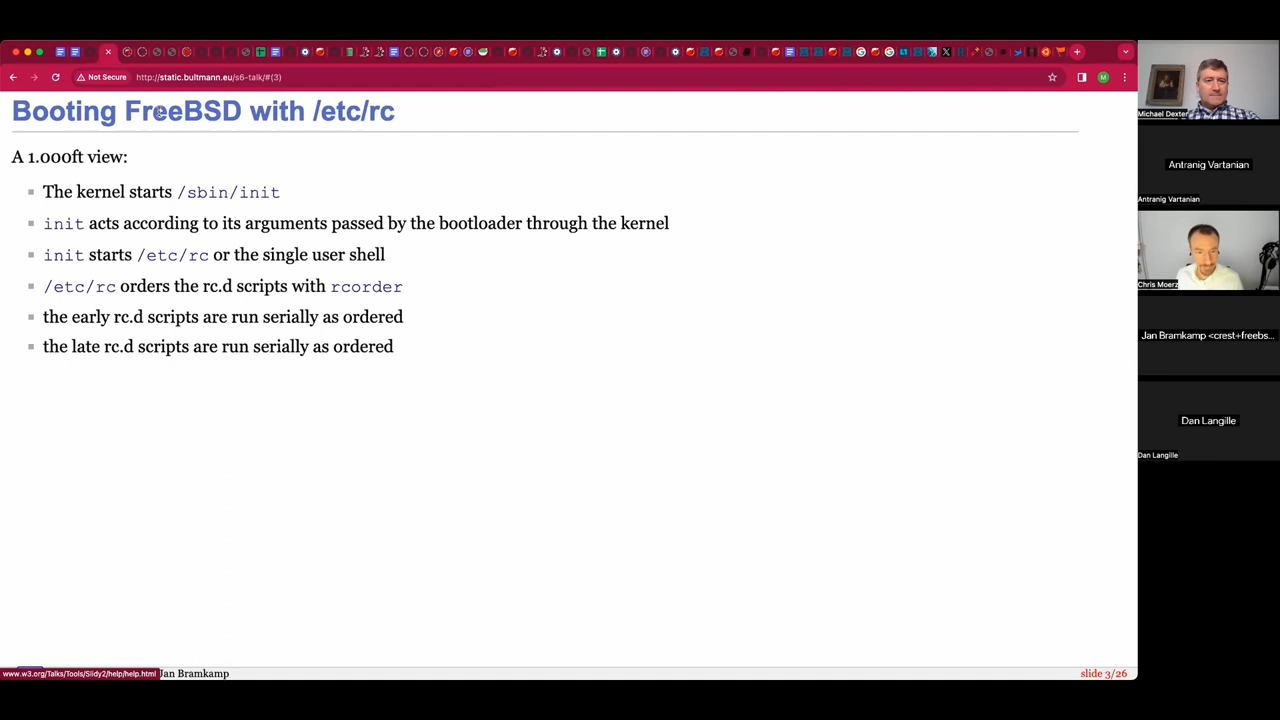 Not Secure
http://static.bultmann.eu/s6-talk/#(3)
M
Booting FreeBSD with /etc/rc
A 1.000ft view:
The kernel starts /sbin/init
init acts according to its arguments passed by the bootloader through the kernel
init starts /etc/rc or the single user shell
/etc/rc orders the rc.d scripts with rcorder
the early rc.d scripts are run serially as ordered
the late rc.d scripts are run serially as ordered
www.w3.org/Talks/Tools/Slidy2/help/help.html
Jan Bramkamp
slide 3/26
Michael Dexter
Antranig Vartanian
Antranig Vartanian
Chris Moerz
Jan Bramkamp <crest+freebs...
Dan Langille
Dan Langille